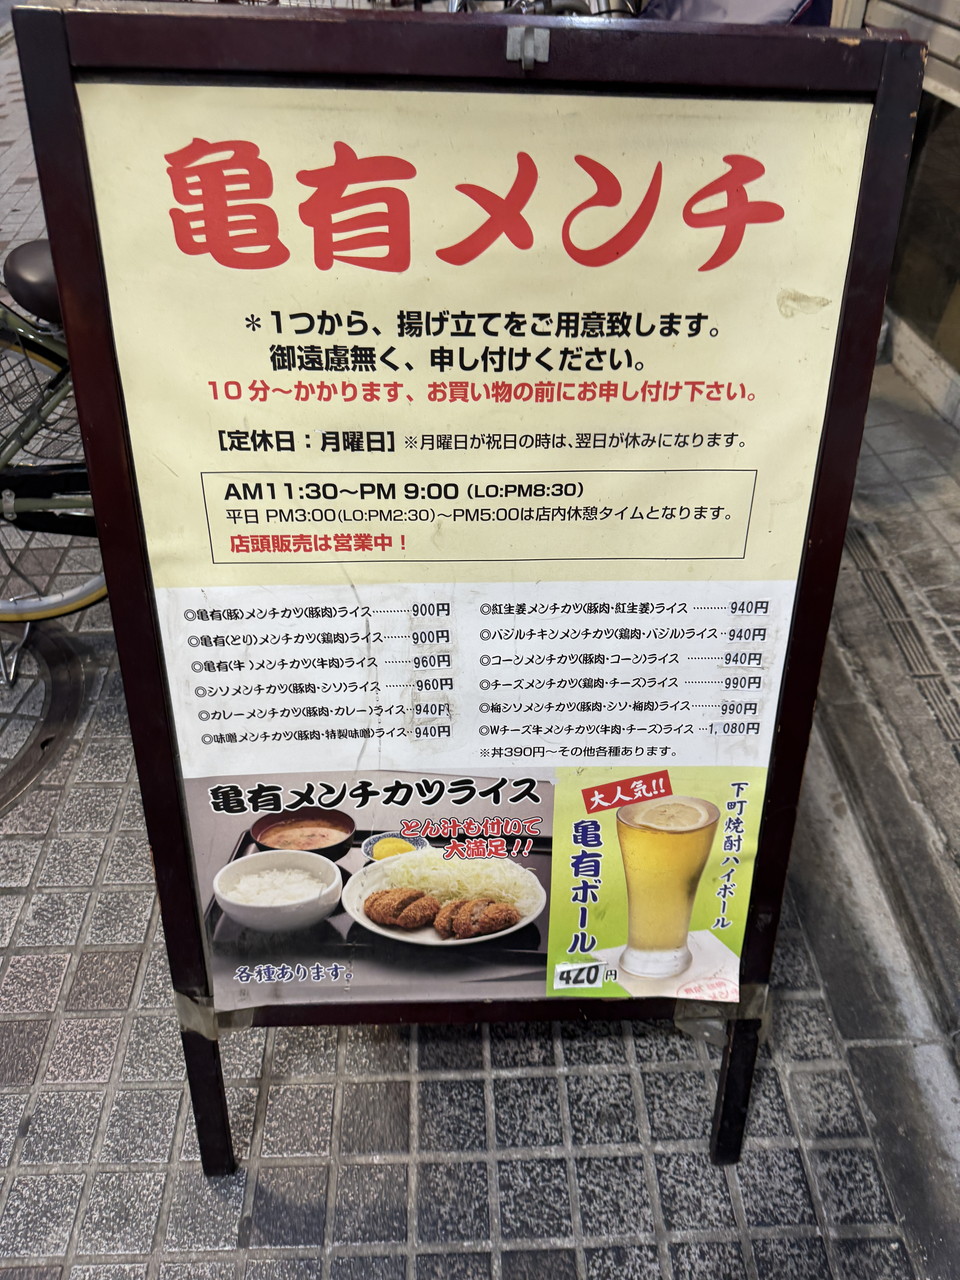 亀有メンチ
＊1つから、揚げ立てをご用意致します。
御遠慮無く、申し付けください。
10分〜かかります、お買い物の前にお申し付け下さい。
[定休日：月曜日] ※月曜日が祝日の時は、翌日が休みになります。
AM11:30〜PM 9:00 (LO:PM8:30)
平日 PM3:00(LO:PM2:30)〜PM5:00は店内休憩タイムとなります。
店頭販売は営業中！
◎亀有(豚)メンチカツ(豚肉)ライス………900円
◎亀有(とり)メンチカツ(鶏肉)ライス……900円
◎亀有(牛)メンチカツ(牛肉)ライス ……960円
◎シソメンチカツ(豚肉・シソ)ライス ………960円
◎カレーメンチカツ(豚肉・カレー)ライス…940円
◎味噌メンチカツ(豚肉・特製味噌)ライス…940円
◎紅生姜メンチカツ(豚肉・紅生姜)ライス ………940円
◎バジルチキンメンチカツ(鶏肉・バジル)ライス…940円
◎コーンメンチカツ(豚肉・コーン)ライス ………940円
◎チーズメンチカツ(鶏肉・チーズ)ライス …………990円
◎梅シソメンチカツ(豚肉・シソ・梅肉)ライス………990円
◎Wチーズ牛メンチカツ(牛肉・チーズ)ライス …1,080円
※丼390円〜その他各種あります。
亀有メンチカツライス
とん汁も付いて
大満足!!
各種あります。
大人気!!
亀有ボール
420円
下町焼酎ハイボール